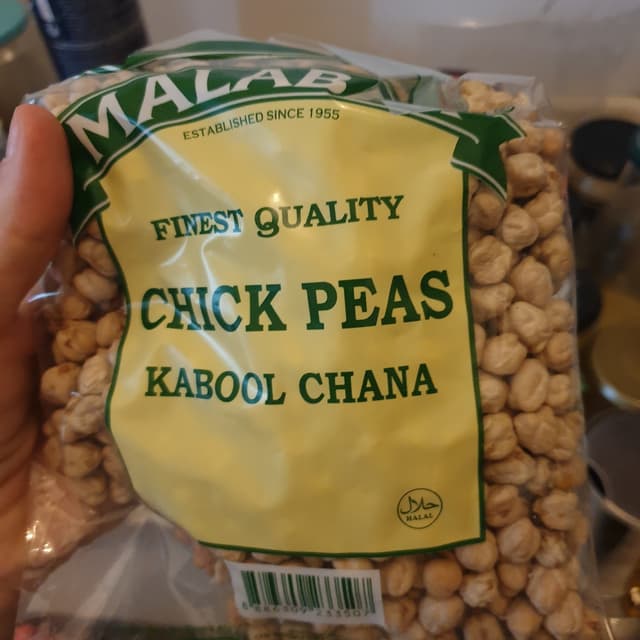 MALAB
ESTABLISHED SINCE 1955
FINEST QUALITY
CHICK PEAS
KABOOL CHANA
حلال
HALAL